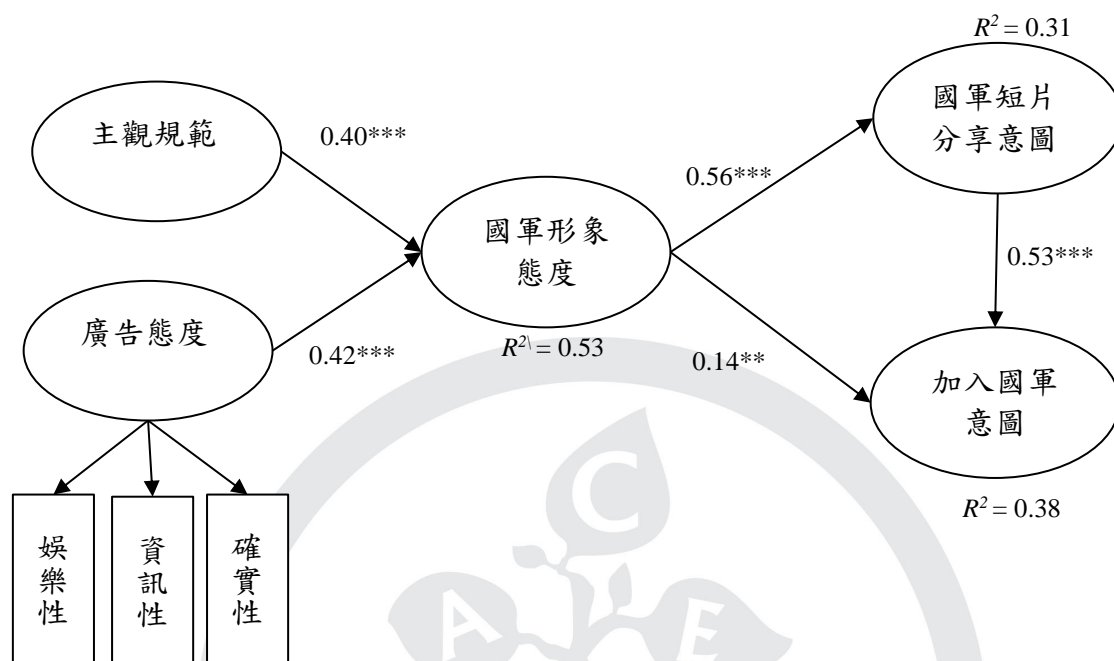 R² = 0.31
國軍短片
分享意圖
主觀規範
0.40***
0.56***
國軍形象
態度
0.53***
廣告態度
0.42***
R²\ = 0.53
0.14**
加入國軍
意圖
R² = 0.38
娛樂性
資訊性
確實性
C
A
E